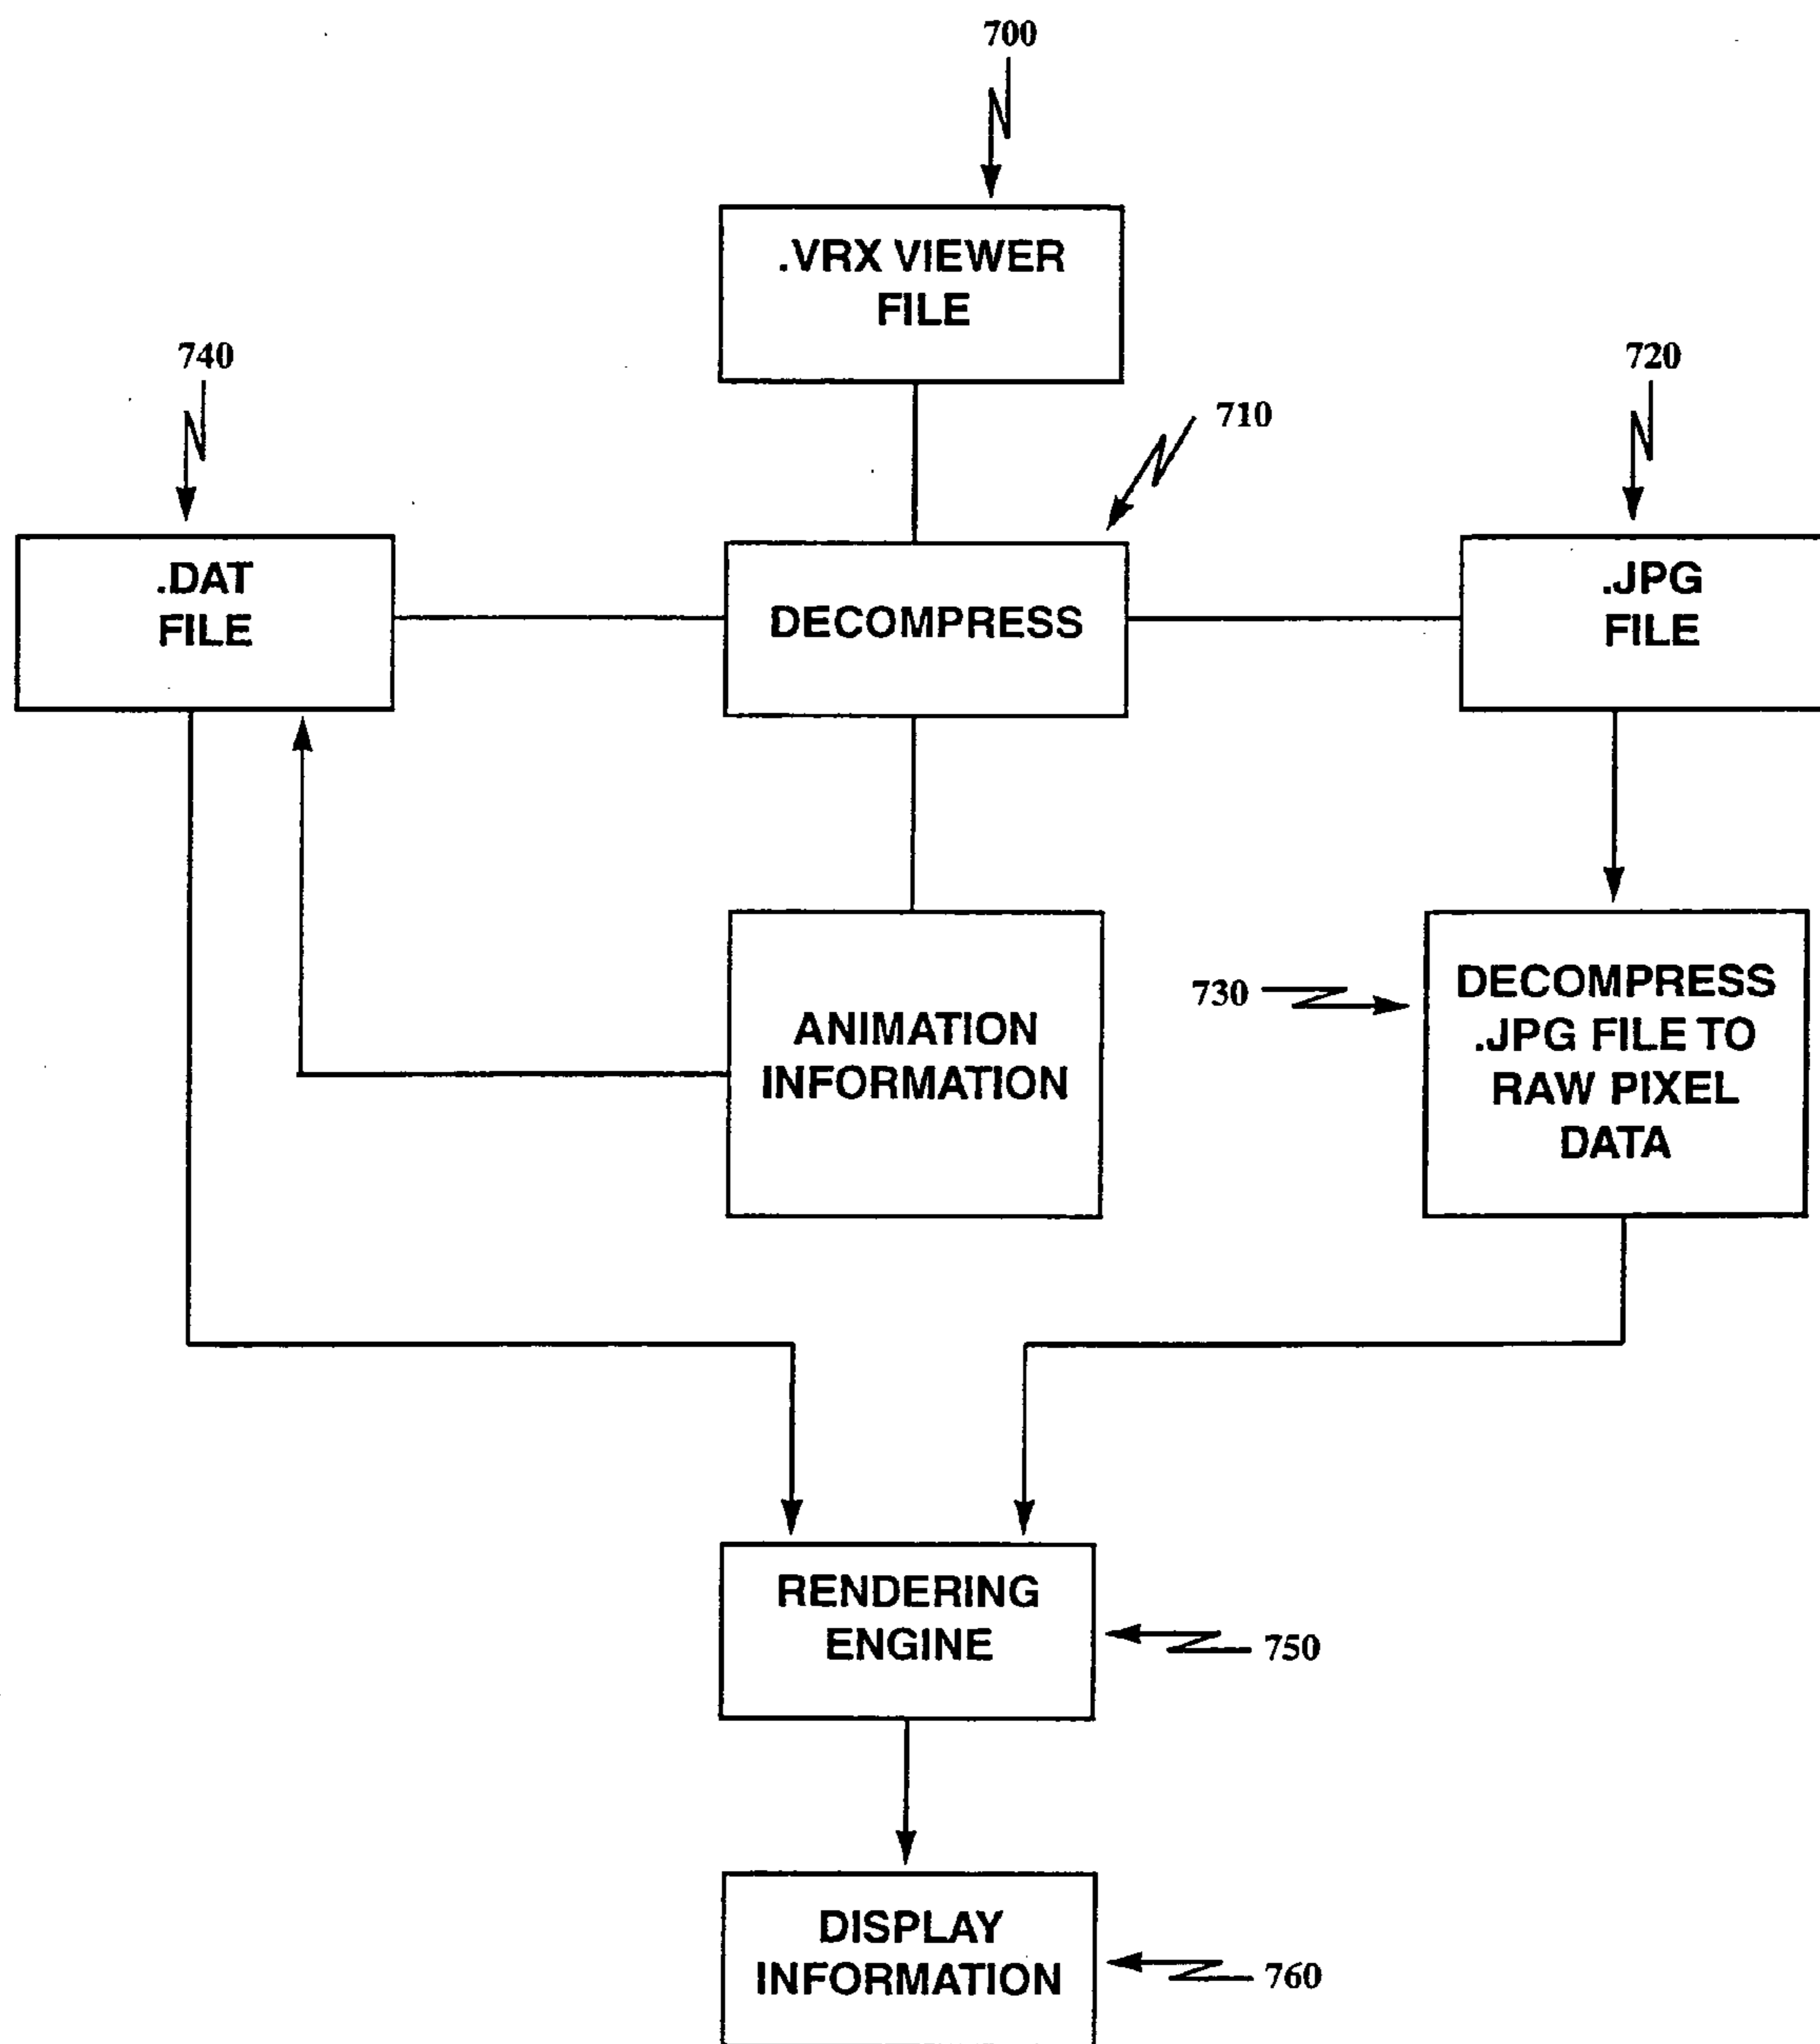 700
.VRX VIEWER
FILE
740
720
710
.DAT
FILE
DECOMPRESS
.JPG
FILE
730
DECOMPRESS
.JPG FILE TO
RAW PIXEL
DATA
ANIMATION
INFORMATION
RENDERING
ENGINE
750
DISPLAY
INFORMATION
760